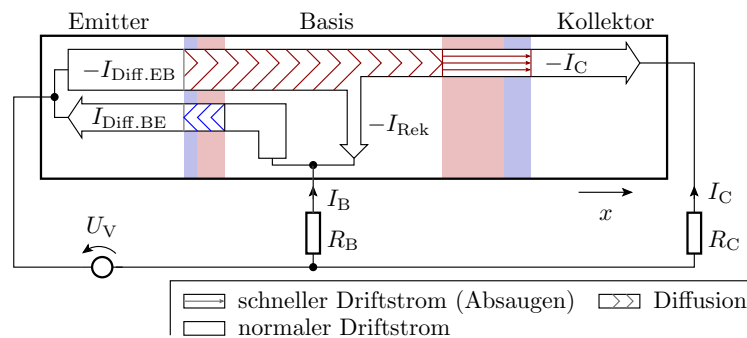 Emitter Basis Kollektor
−I_Diff.EB −I_C
I_Diff.BE −I_Rek
I_B x I_C
U_V R_B R_C
schneller Driftstrom (Absaugen) Diffusion
normaler Driftstrom